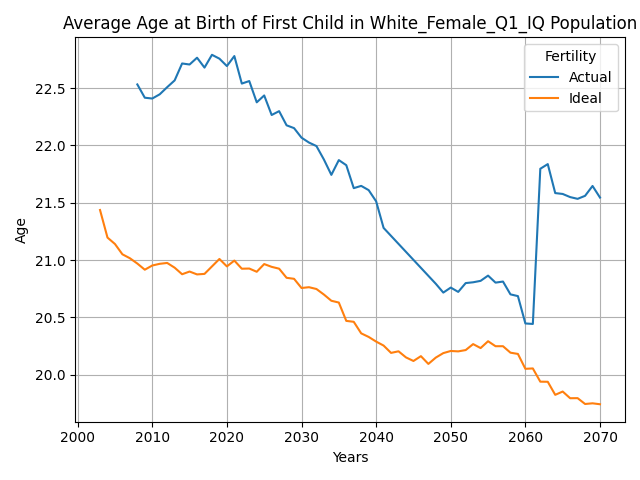 Average Age at Birth of First Child in White_Female_Q1_IQ Population
Fertility
Actual
Ideal
Age
22.5
22.0
21.5
21.0
20.5
20.0
2000 2010 2020 2030 2040 2050 2060 2070
Years